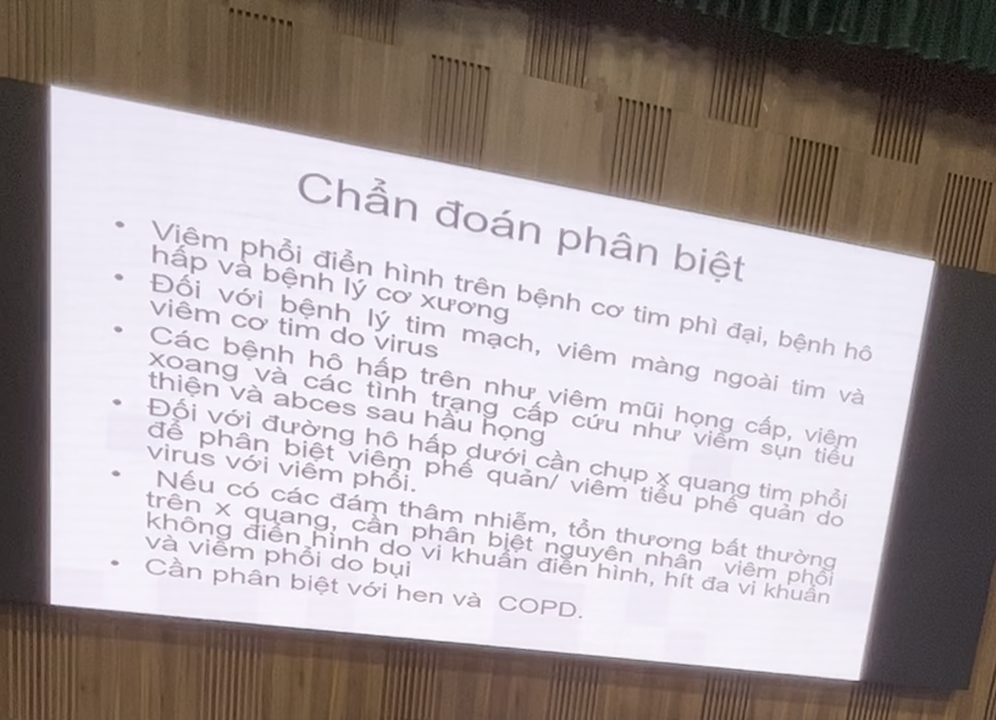 Chẩn đoán phân biệt
• Viêm phổi điển hình trên bệnh cơ tim phì đại, bệnh hô
hấp và bệnh lý cơ xương
• Đối với bệnh lý tim mạch, viêm màng ngoài tim và
viêm cơ tim do virus
• Các bệnh hô hấp trên như viêm mũi họng cấp, viêm
xoang và các tình trạng cấp cứu như viêm sụn tiểu
thiện và abces sau hầu họng
• Đối với đường hô hấp dưới cần chụp x quang tim phổi
để phân biệt viêm phế quản/ viêm tiểu phế quản do
virus với viêm phổi.
• Nếu có các đám thâm nhiễm, tổn thương bất thường
trên x quang, cần phân biệt nguyên nhân viêm phổi
không điển hình do vi khuẩn điển hình, hít đa vi khuẩn
và viêm phổi do bụi
• Cần phân biệt với hen và COPD.